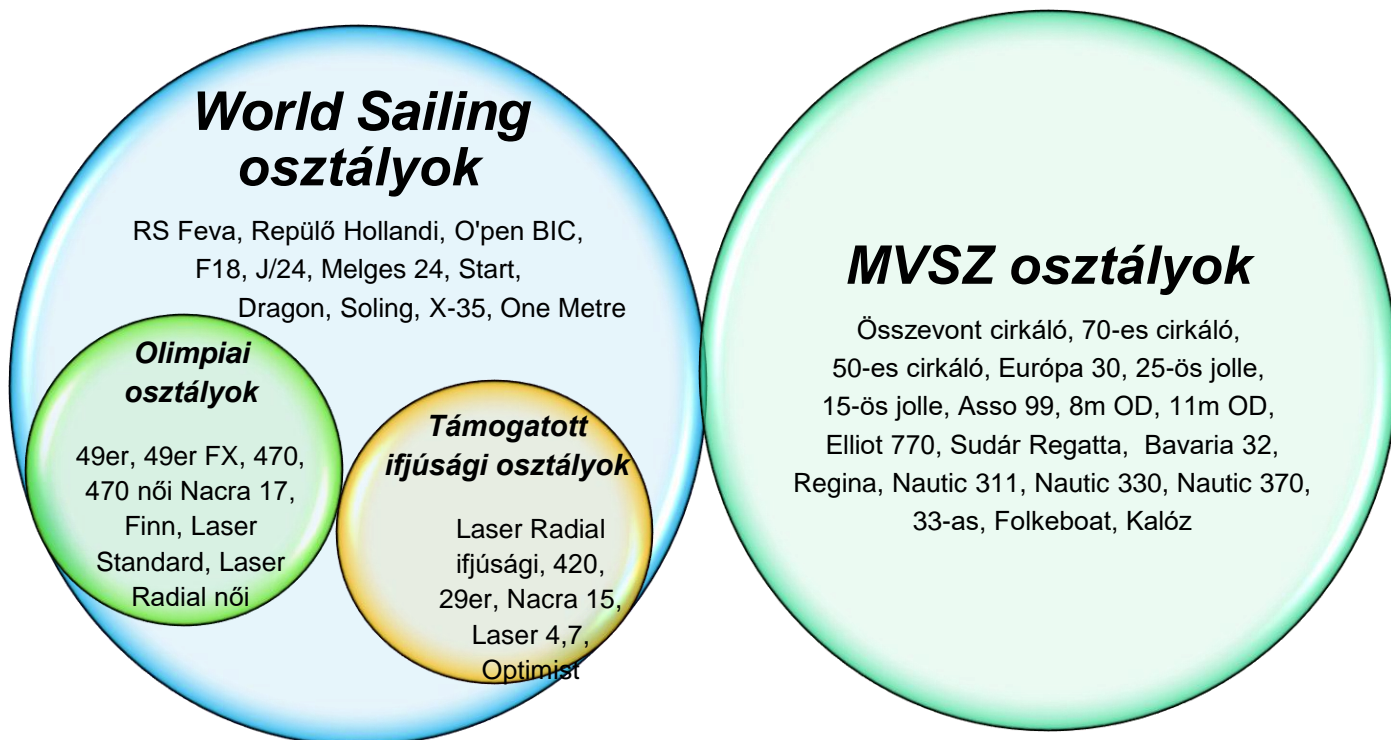 World Sailing
osztályok
RS Feva, Repülő Hollandi, O'pen BIC,
F18, J/24, Melges 24, Start,
Dragon, Soling, X-35, One Metre
Olimpiai
osztályok
49er, 49er FX, 470,
470 női Nacra 17,
Finn, Laser
Standard, Laser
Radial női
Támogatott
ifjúsági osztályok
Laser Radial
ifjúsági, 420,
29er, Nacra 15,
Laser 4,7,
Optimist
MVSZ osztályok
Összevont cirkáló, 70-es cirkáló,
50-es cirkáló, Európa 30, 25-ös jolle,
15-ös jolle, Asso 99, 8m OD, 11m OD,
Elliot 770, Sudár Regatta, Bavaria 32,
Regina, Nautic 311, Nautic 330, Nautic 370,
33-as, Folkeboat, Kalóz